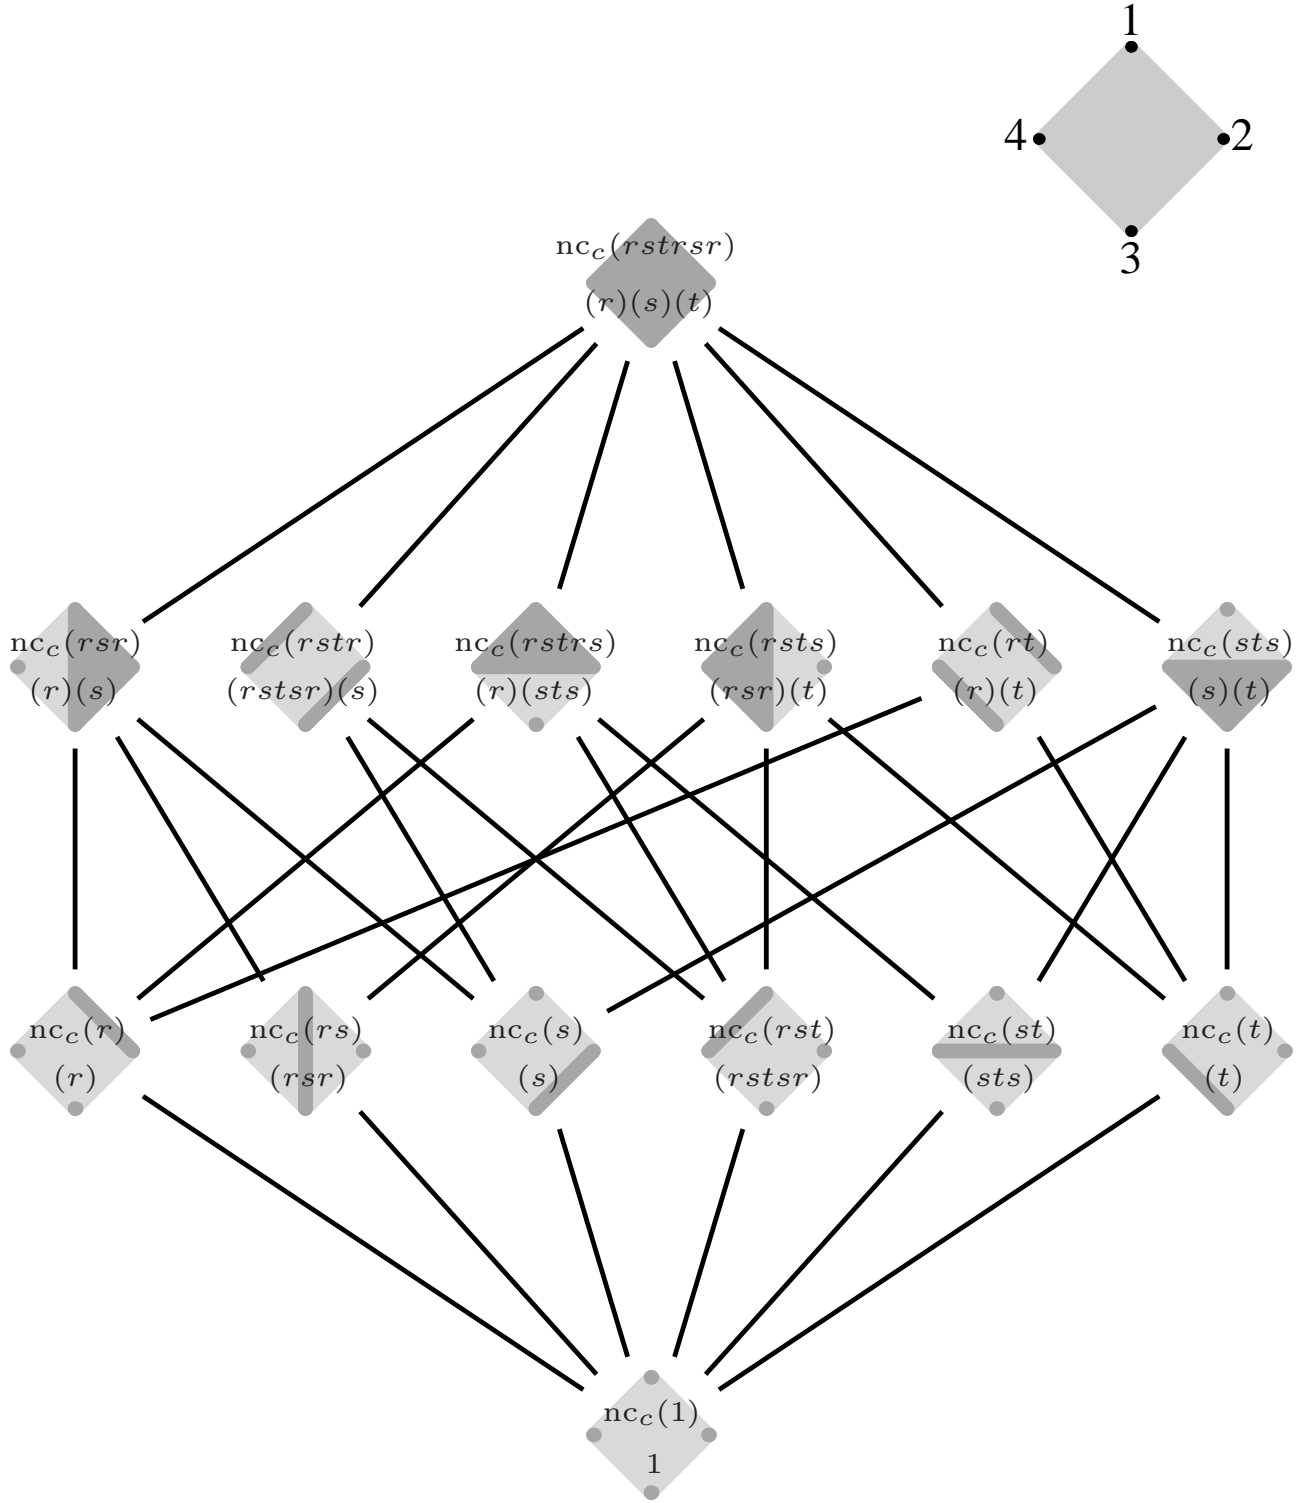 1
4
2
3
nc_c(rstrsr)
(r)(s)(t)
nc_c(rsr)
(r)(s)
nc_c(rstr)
(rstsr)(s)
nc_c(rstrs)
(r)(sts)
nc_c(rsts)
(rsr)(t)
nc_c(rt)
(r)(t)
nc_c(sts)
(s)(t)
nc_c(r)
(r)
nc_c(rs)
(rsr)
nc_c(s)
(s)
nc_c(rst)
(rstsr)
nc_c(st)
(sts)
nc_c(t)
(t)
nc_c(1)
1